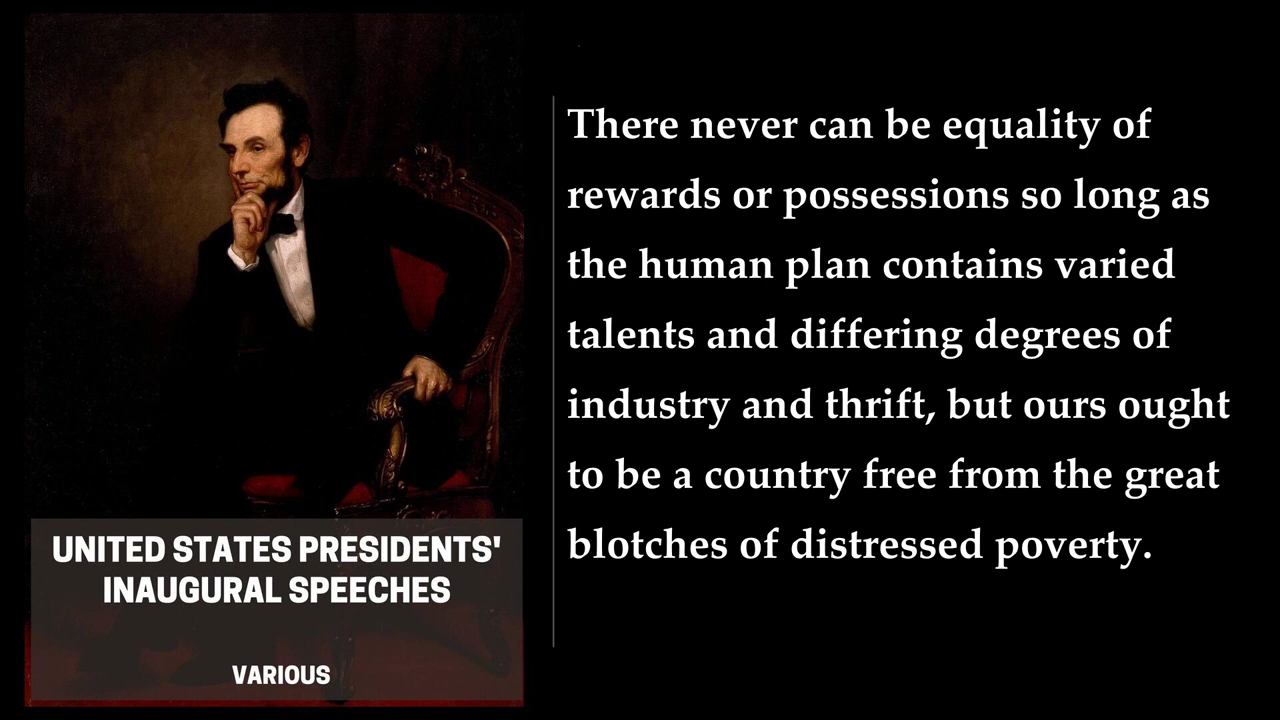 There never can be equality of
rewards or possessions so long as
the human plan contains varied
talents and differing degrees of
industry and thrift, but ours ought
to be a country free from the great
blotches of distressed poverty.
UNITED STATES PRESIDENTS'
INAUGURAL SPEECHES
VARIOUS